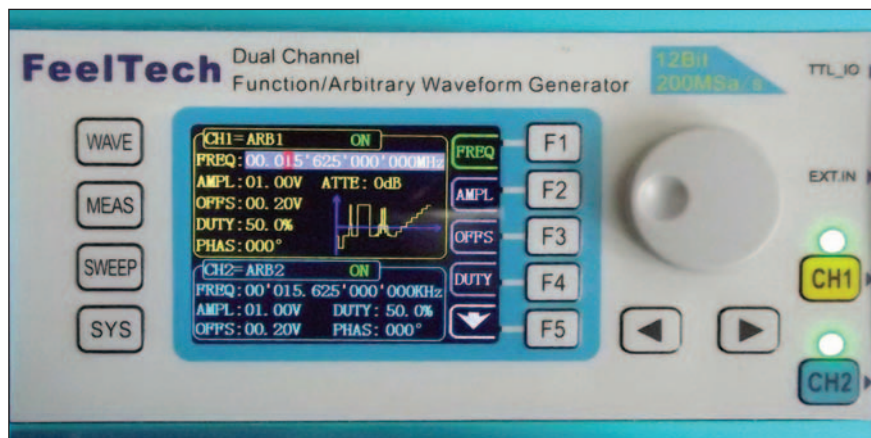 FeelTech
Dual Channel
Function/Arbitrary Waveform Generator
12Bit
200MSa/s
TTL_IO
WAVE
MEAS
SWEEP
SYS
CH1=ARB1 ON
FREQ:00.015'625'000'000MHz
AMPL:01.00V ATTE:0dB
OFFS:00.20V
DUTY:50.0%
PHAS:000°
CH2=ARB2 ON
FREQ:00'015.625'000'000KHz
AMPL:01.00V DUTY:50.0%
OFFS:00.20V PHAS:000°
FREQ
AMPL
OFFS
DUTY
F1
F2
F3
F4
F5
EXT.IN
CH1
CH2